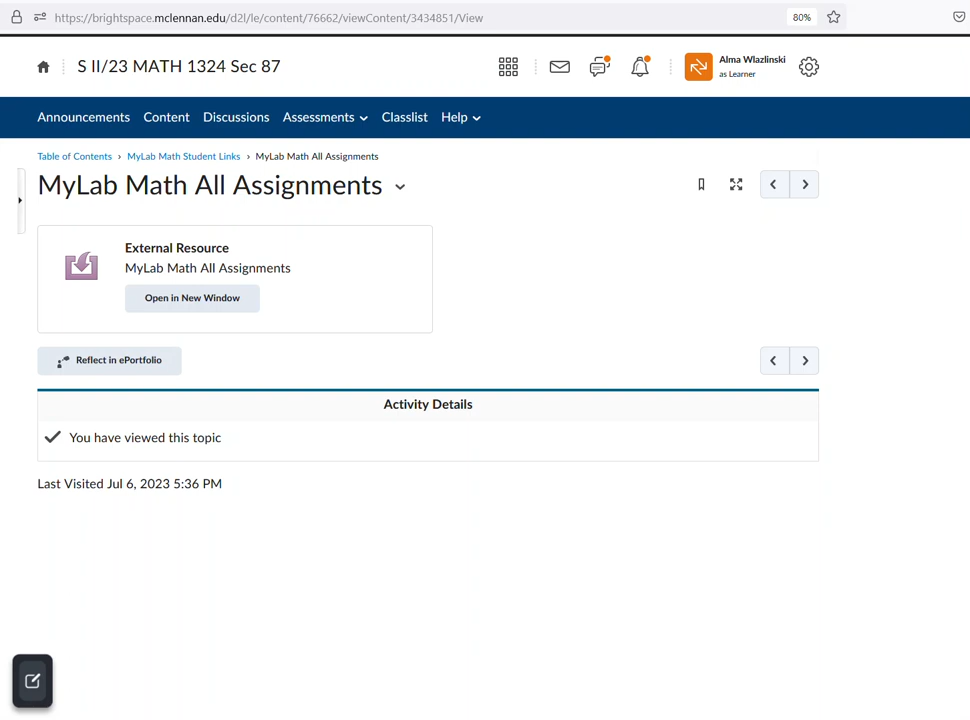 https://brightspace.mclennan.edu/d2l/le/content/76662/viewContent/3434851/View
80%
S II/23 MATH 1324 Sec 87
Alma Wlazlinski
as Learner
Announcements Content Discussions Assessments Classlist Help
Table of Contents › MyLab Math Student Links › MyLab Math All Assignments
MyLab Math All Assignments
External Resource
MyLab Math All Assignments
Open in New Window
Reflect in ePortfolio
Activity Details
You have viewed this topic
Last Visited Jul 6, 2023 5:36 PM